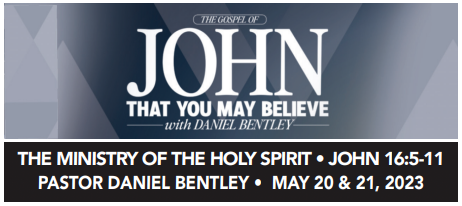 THE GOSPEL OF
JOHN
THAT YOU MAY BELIEVE
with DANIEL BENTLEY
THE MINISTRY OF THE HOLY SPIRIT • JOHN 16:5-11
PASTOR DANIEL BENTLEY • MAY 20 & 21, 2023